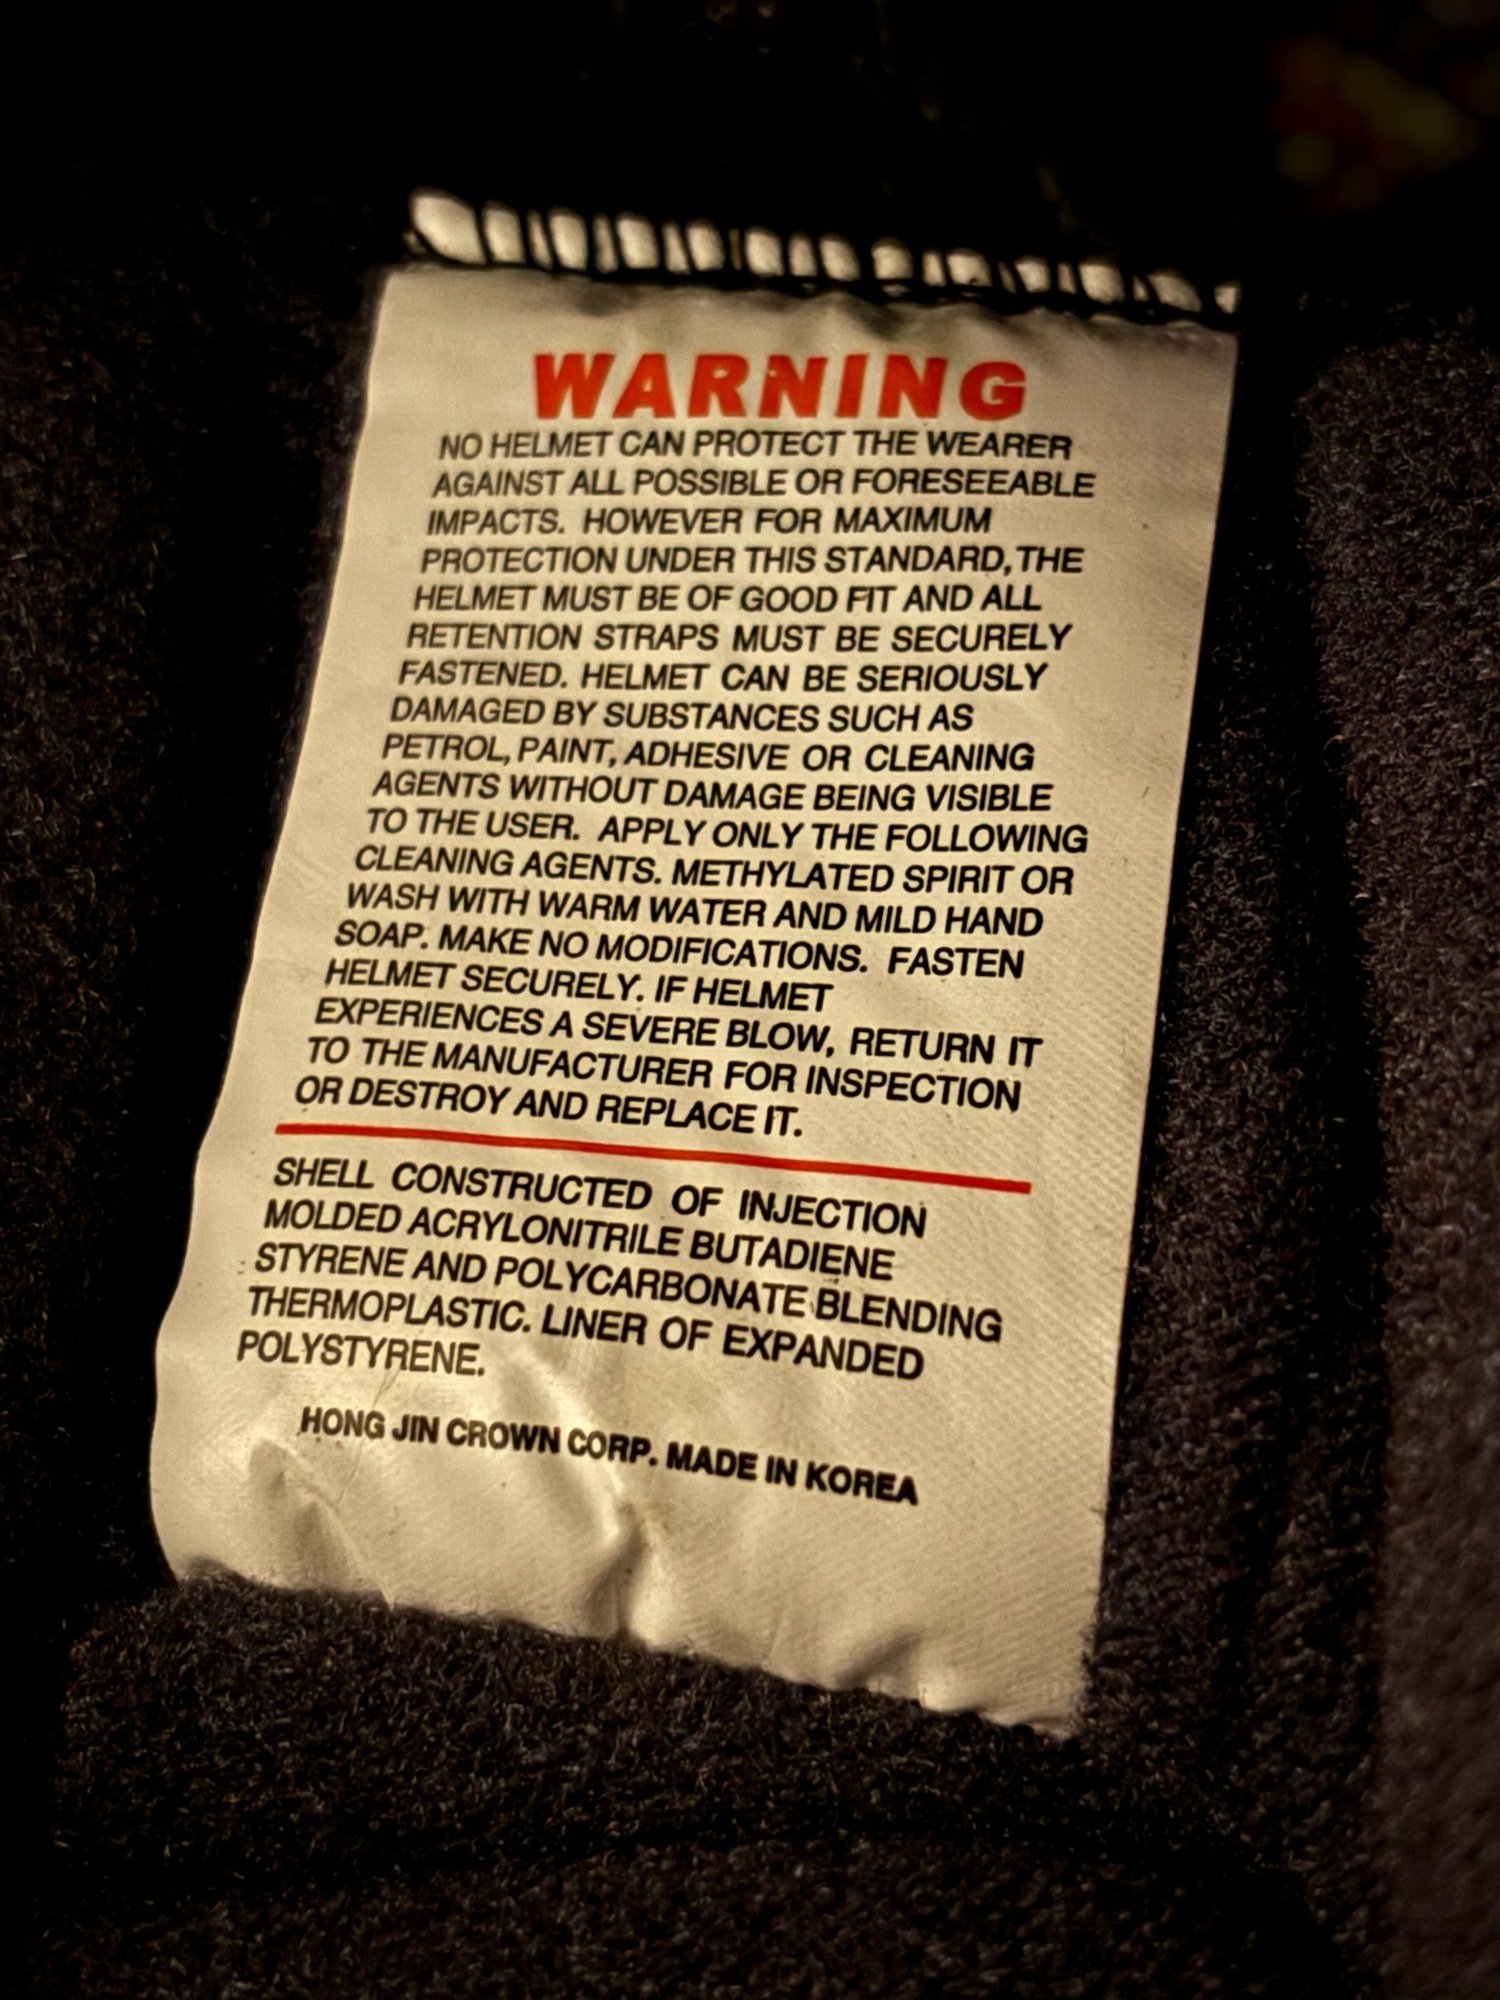 WARNING
NO HELMET CAN PROTECT THE WEARER
AGAINST ALL POSSIBLE OR FORESEEABLE
IMPACTS. HOWEVER FOR MAXIMUM
PROTECTION UNDER THIS STANDARD, THE
HELMET MUST BE OF GOOD FIT AND ALL
RETENTION STRAPS MUST BE SECURELY
FASTENED. HELMET CAN BE SERIOUSLY
DAMAGED BY SUBSTANCES SUCH AS
PETROL, PAINT, ADHESIVE OR CLEANING
AGENTS WITHOUT DAMAGE BEING VISIBLE
TO THE USER. APPLY ONLY THE FOLLOWING
CLEANING AGENTS. METHYLATED SPIRIT OR
WASH WITH WARM WATER AND MILD HAND
SOAP. MAKE NO MODIFICATIONS. FASTEN
HELMET SECURELY. IF HELMET
EXPERIENCES A SEVERE BLOW, RETURN IT
TO THE MANUFACTURER FOR INSPECTION
OR DESTROY AND REPLACE IT.
SHELL CONSTRUCTED OF INJECTION
MOLDED ACRYLONITRILE BUTADIENE
STYRENE AND POLYCARBONATE BLENDING
THERMOPLASTIC. LINER OF EXPANDED
POLYSTYRENE.
HONG JIN CROWN CORP. MADE IN KOREA